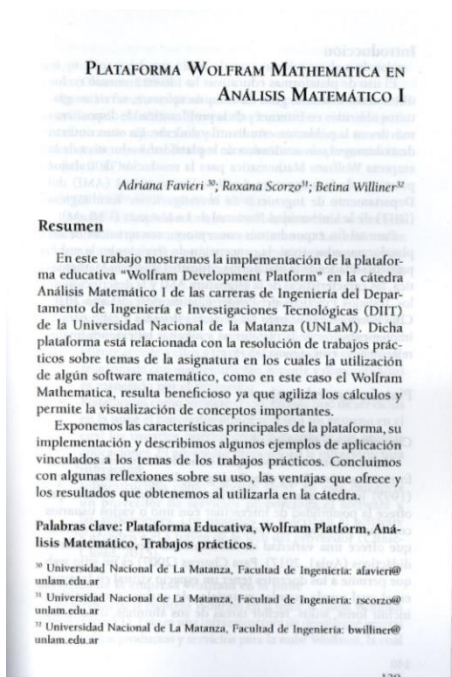 PLATAFORMA WOLFRAM MATHEMATICA EN
ANÁLISIS MATEMÁTICO I
Adriana Favieri 30; Roxana Scorzo31; Betina Williner32
Resumen
En este trabajo mostramos la implementación de la platafor-
ma educativa “Wolfram Development Platform” en la cátedra
Análisis Matemático I de las carreras de Ingeniería del Depar-
tamento de Ingeniería e Investigaciones Tecnológicas (DIIT)
de la Universidad Nacional de la Matanza (UNLaM). Dicha
plataforma está relacionada con la resolución de trabajos prác-
ticos sobre temas de la asignatura en los cuales la utilización
de algún software matemático, como en este caso el Wolfram
Mathematica, resulta beneficioso ya que agiliza los cálculos y
permite la visualización de conceptos importantes.
Exponemos las características principales de la plataforma, su
implementación y describimos algunos ejemplos de aplicación
vinculados a los temas de los trabajos prácticos. Concluimos
con algunas reflexiones sobre su uso, las ventajas que ofrece y
los resultados que obtenemos al utilizarla en la cátedra.
Palabras clave: Plataforma Educativa, Wolfram Platform, Aná-
lisis Matemático, Trabajos prácticos.
30 Universidad Nacional de La Matanza, Facultad de Ingeniería: afavieri@
unlam.edu.ar
31 Universidad Nacional de La Matanza, Facultad de Ingeniería: rscorzo@
unlam.edu.ar
32 Universidad Nacional de La Matanza, Facultad de Ingeniería: bwilliner@
unlam.edu.ar